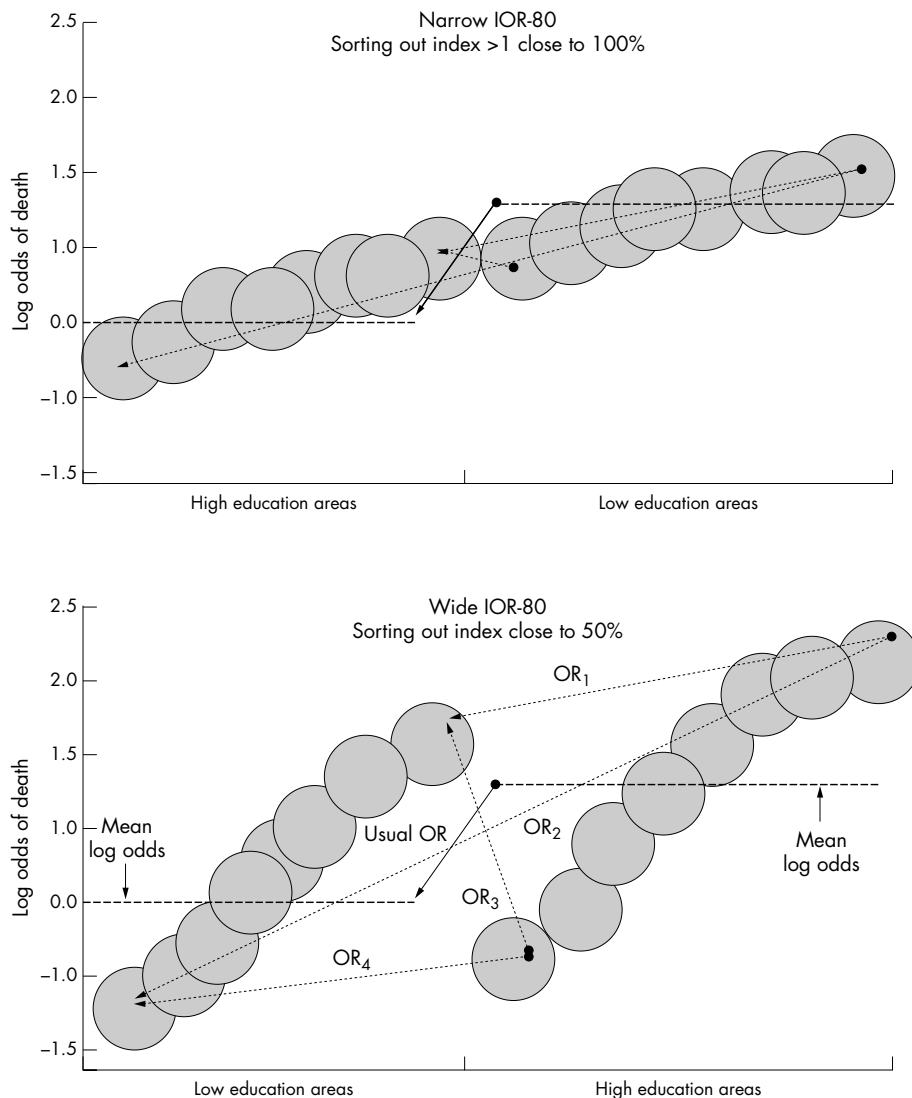 Narrow IOR-80
Sorting out index >1 close to 100%
Log odds of death
2.5
2.0
1.5
1.0
0.0
–1.0
–1.5
High education areas
Low education areas
Wide IOR-80
Sorting out index close to 50%
Log odds of death
2.5
2.0
1.5
1.0
0.0
–1.0
–1.5
OR1
Mean
log odds
Usual OR
OR2
Mean
log odds
OR3
OR4
Low education areas
High education areas